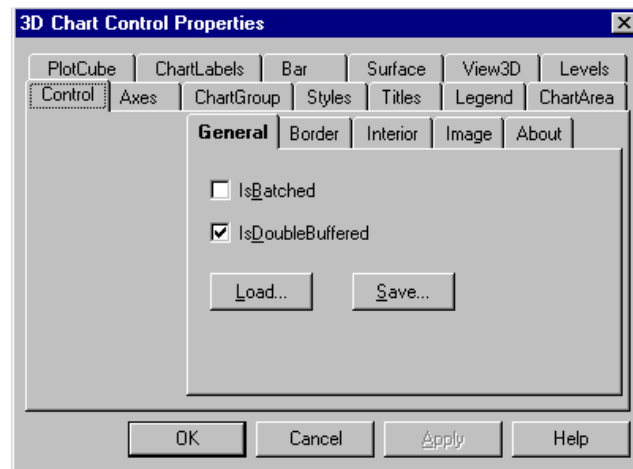 3D Chart Control Properties
PlotCube ChartLabels Bar Surface View3D Levels
Control Axes ChartGroup Styles Titles Legend ChartArea
General Border Interior Image About
IsBatched
IsDoubleBuffered
Load... Save...
OK Cancel Apply Help